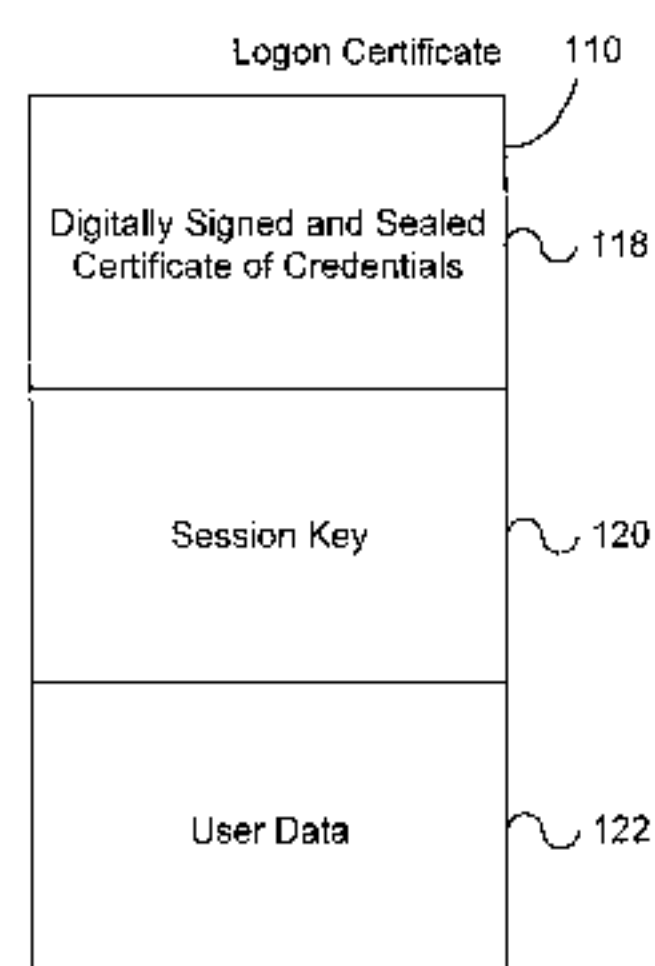 Logon Certificate 110
Digitally Signed and Sealed
Certificate of Credentials
118
Session Key 120
User Data 122